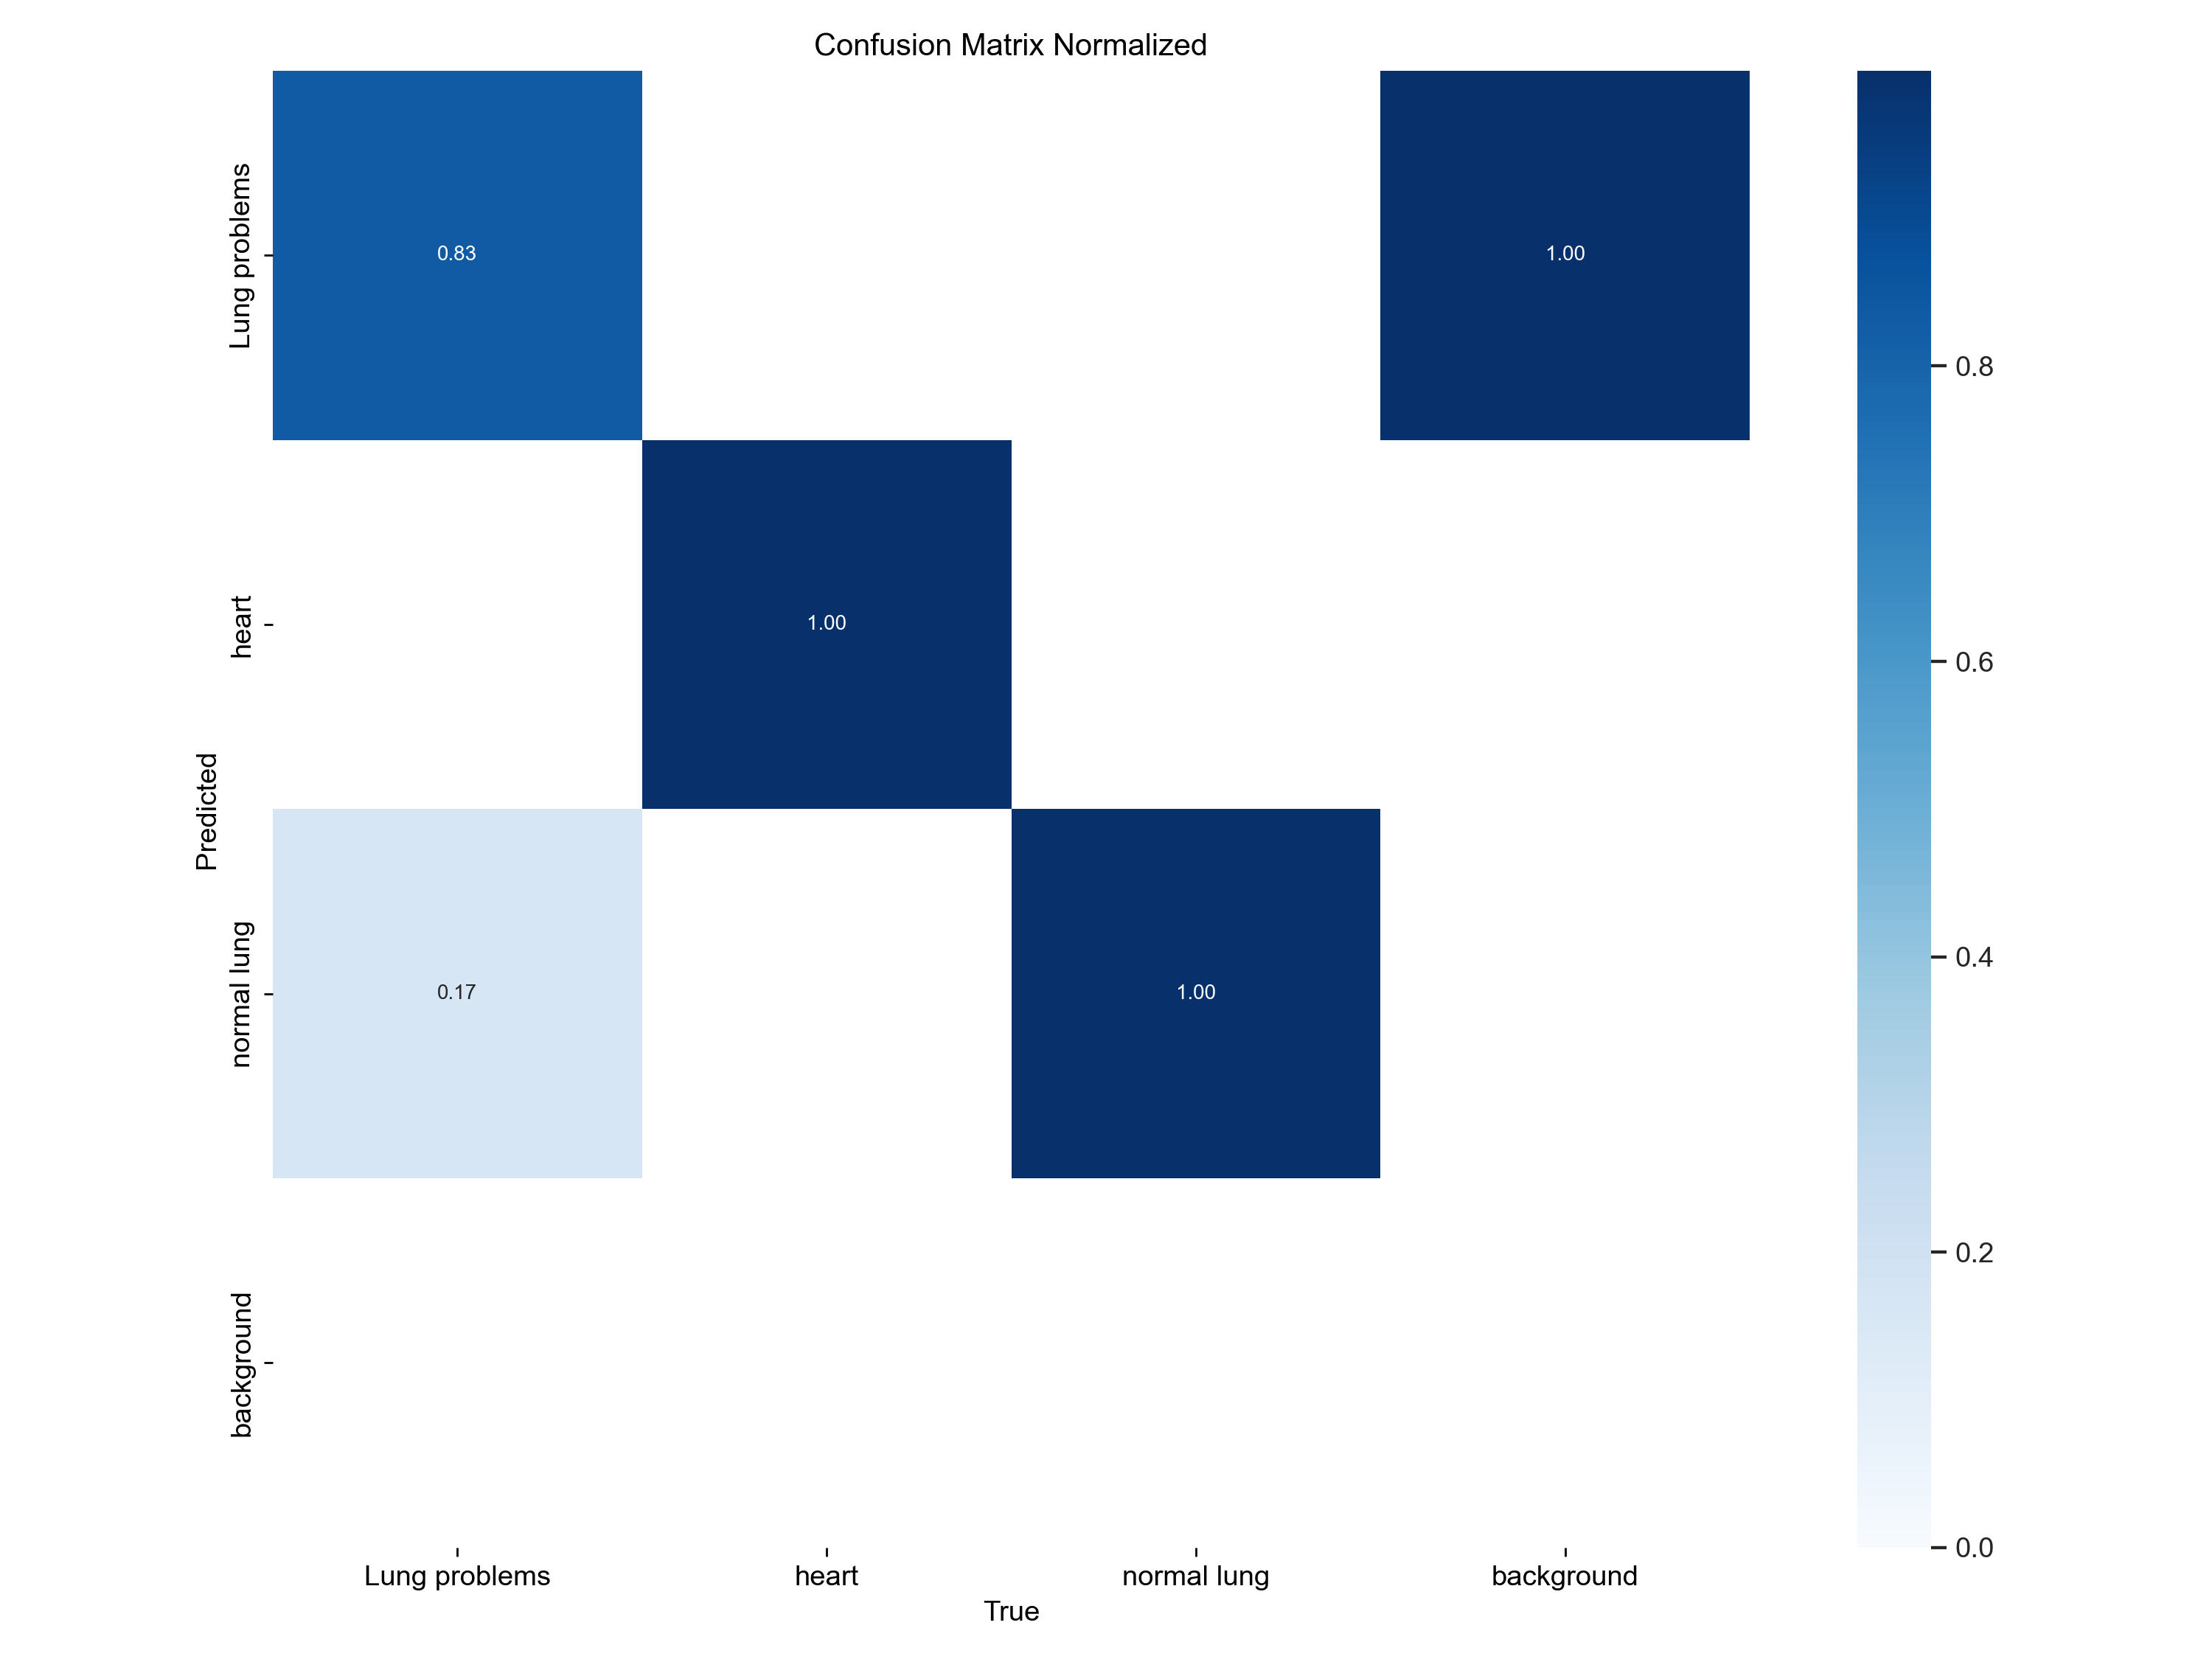 Confusion Matrix Normalized
Lung problems
heart
normal lung
background
Predicted
0.83
1.00
1.00
0.17
1.00
Lung problems
heart
normal lung
background
True
0.8
0.6
0.4
0.2
0.0